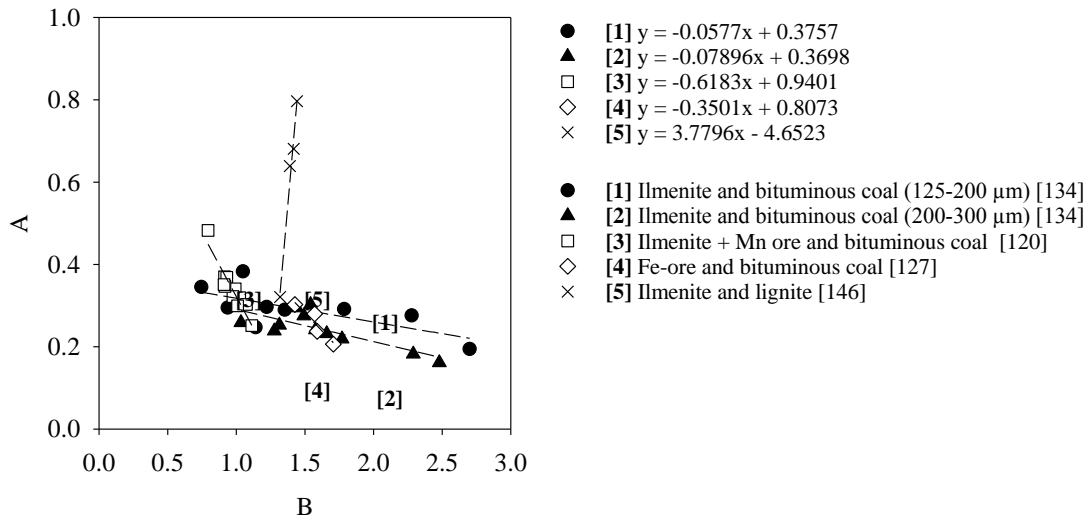 1.0
0.8
0.6
0.4
0.2
0.0
A
0.0 0.5 1.0 1.5 2.0 2.5 3.0
B
[3] [5]
[1]
[4] [2]
[1] y = -0.0577x + 0.3757
[2] y = -0.07896x + 0.3698
[3] y = -0.6183x + 0.9401
[4] y = -0.3501x + 0.8073
[5] y = 3.7796x - 4.6523
[1] Ilmenite and bituminous coal (125-200 µm) [134]
[2] Ilmenite and bituminous coal (200-300 µm) [134]
[3] Ilmenite + Mn ore and bituminous coal [120]
[4] Fe-ore and bituminous coal [127]
[5] Ilmenite and lignite [146]